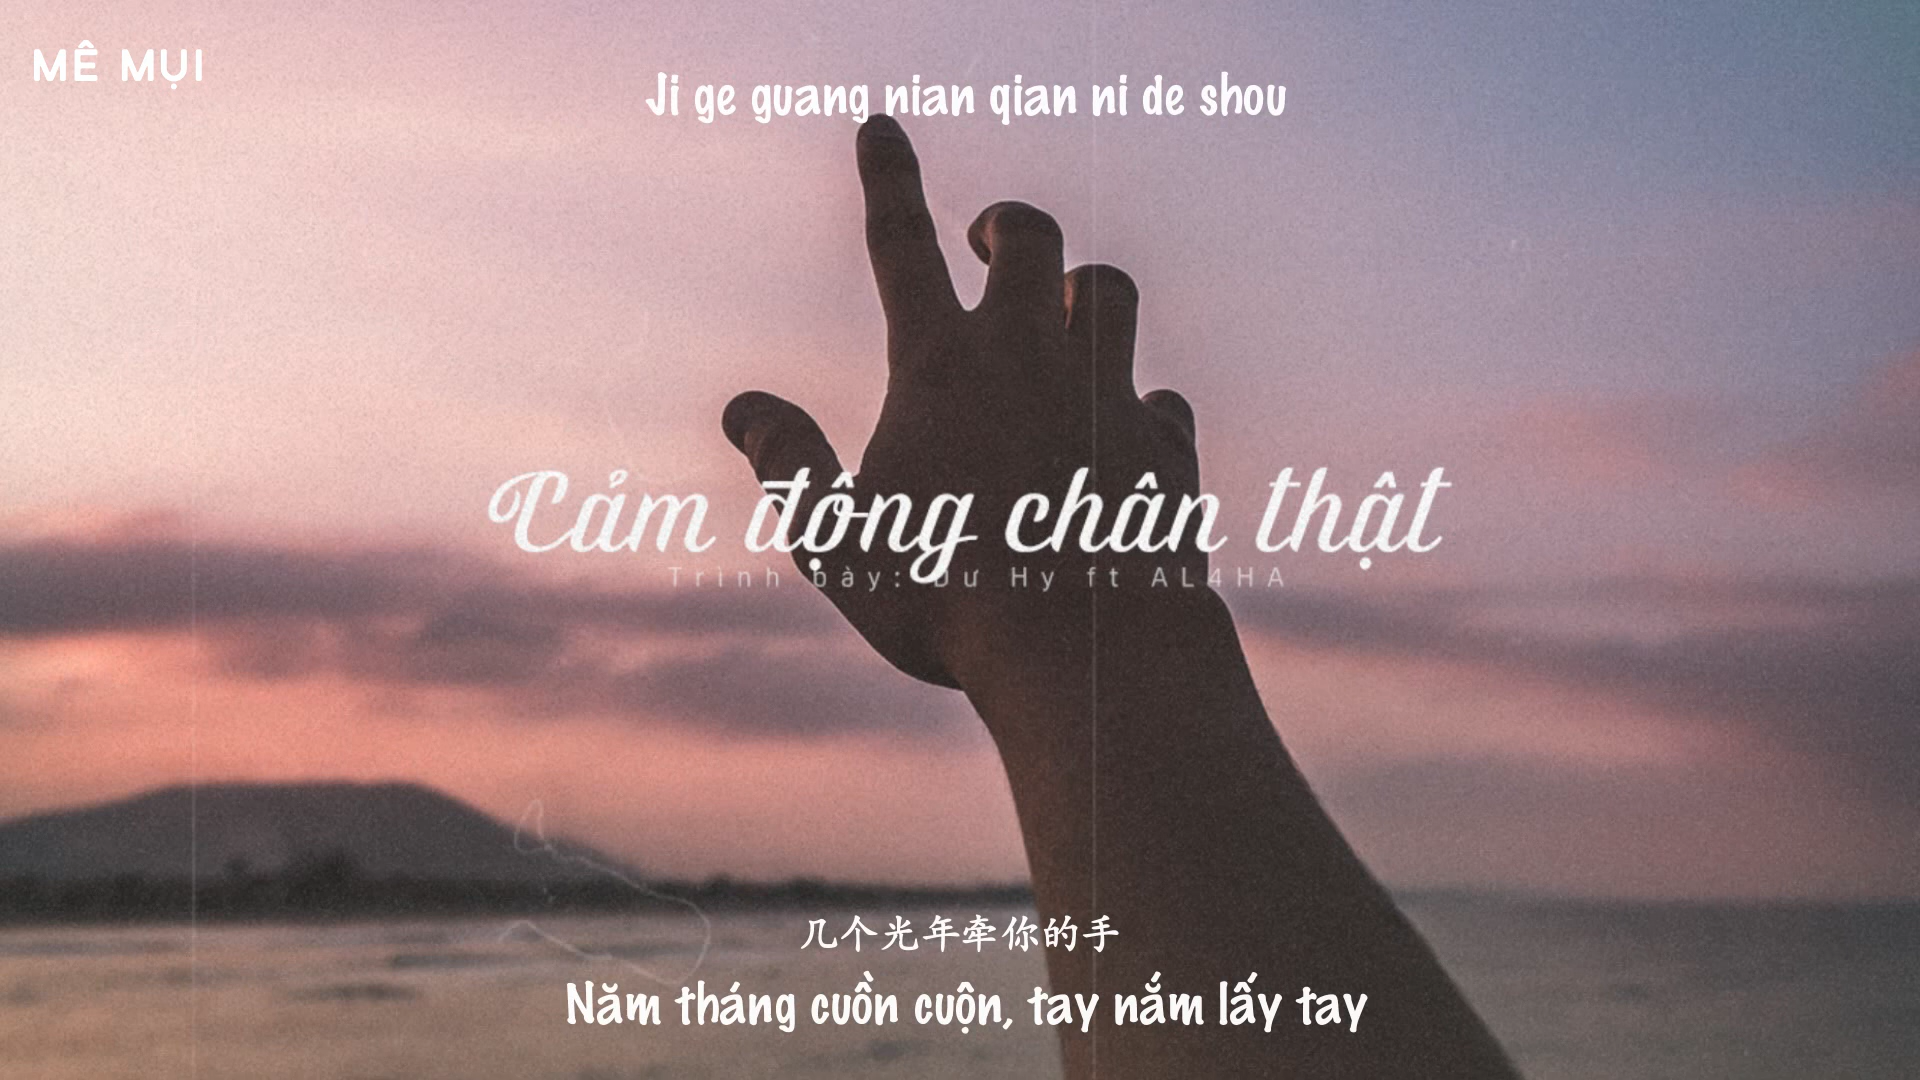 MÊ MỤI
Ji ge guang nian qian ni de shou
Cảm động chân thật
Trình bày: Dư Hy ft AL4HA
几个光年牵你的手
Năm tháng cuồn cuộn, tay nắm lấy tay